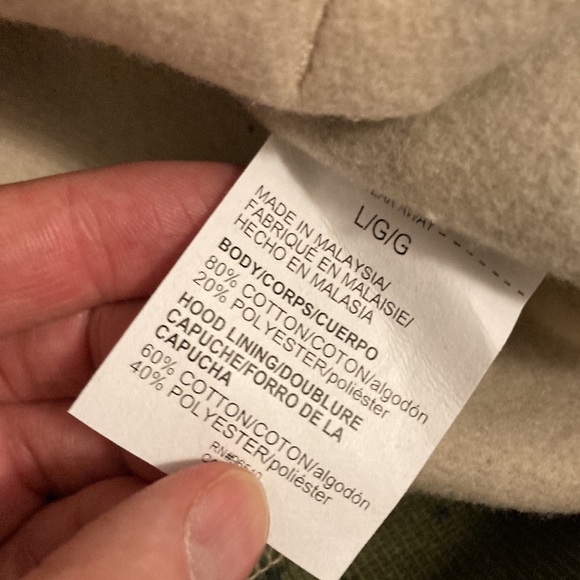 AWAY
L/G/G
MADE IN MALAYSIA/
FABRIQUÉ EN MALAISIE/
HECHO EN MALASIA
BODY/CORPS/CUERPO
80% COTTON/COTON/algodón
20% POLYESTER/poliéster
HOOD LINING/DOUBLURE
CAPUCHE/FORRO DE LA
CAPUCHA
60% COTTON/COTON/algodón
40% POLYESTER/poliéster